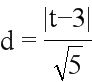 d = |t−3| / √5